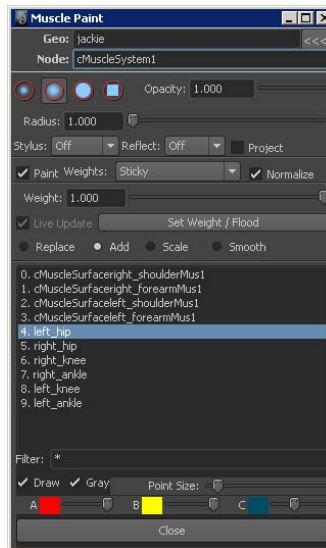 Muscle Paint
Geo: jackie <<<
Node: cMuscleSystem1
Opacity: 1.000
Radius: 1.000
Stylus: Off Reflect: Off Project
Paint Weights: Sticky Normalize
Weight: 1.000
Live Update Set Weight / Flood
Replace Add Scale Smooth
0. cMuscleSurfaceright_shoulderMus1
1. cMuscleSurfaceright_forearmMus1
2. cMuscleSurfaceleft_shoulderMus1
3. cMuscleSurfaceleft_forearmMus1
4. left_hip
5. right_hip
6. right_knee
7. right_ankle
8. left_knee
9. left_ankle
Filter: *
Draw Gray Point Size:
A B C
Close